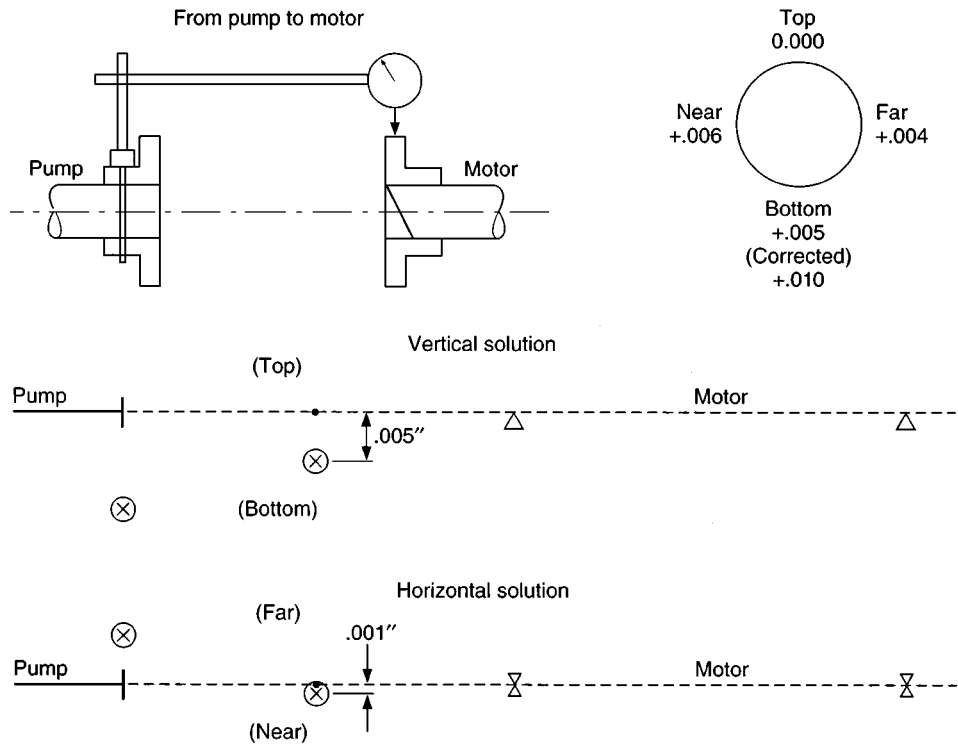 From pump to motor
Pump
Motor
Top
0.000
Near
+.006
Far
+.004
Bottom
+.005
(Corrected)
+.010
Vertical solution
(Top)
Pump
Motor
.005″
(Bottom)
Horizontal solution
(Far)
.001″
Pump
Motor
(Near)